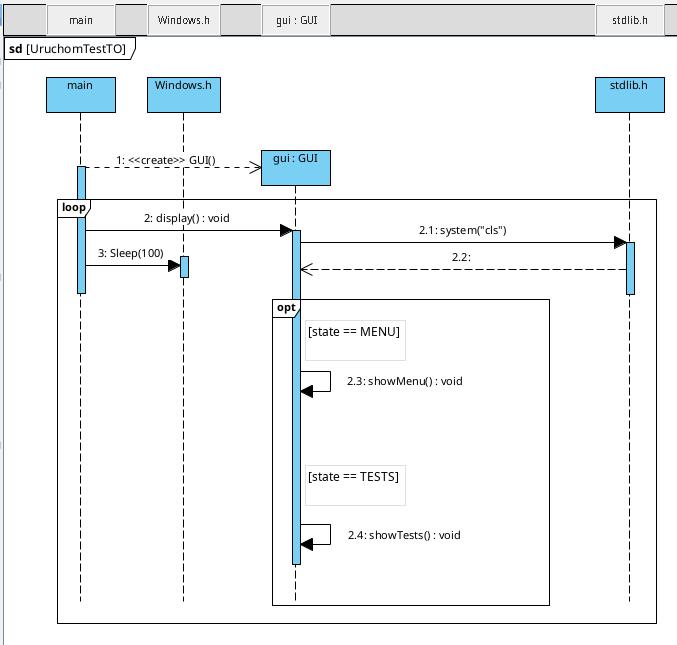 main Windows.h gui : GUI stdlib.h
sd [UruchomTestTO]
main Windows.h stdlib.h
1: <<create>> GUI() gui : GUI
loop
2: display() : void
2.1: system("cls")
3: Sleep(100)
2.2:
opt
[state == MENU]
2.3: showMenu() : void
[state == TESTS]
2.4: showTests() : void